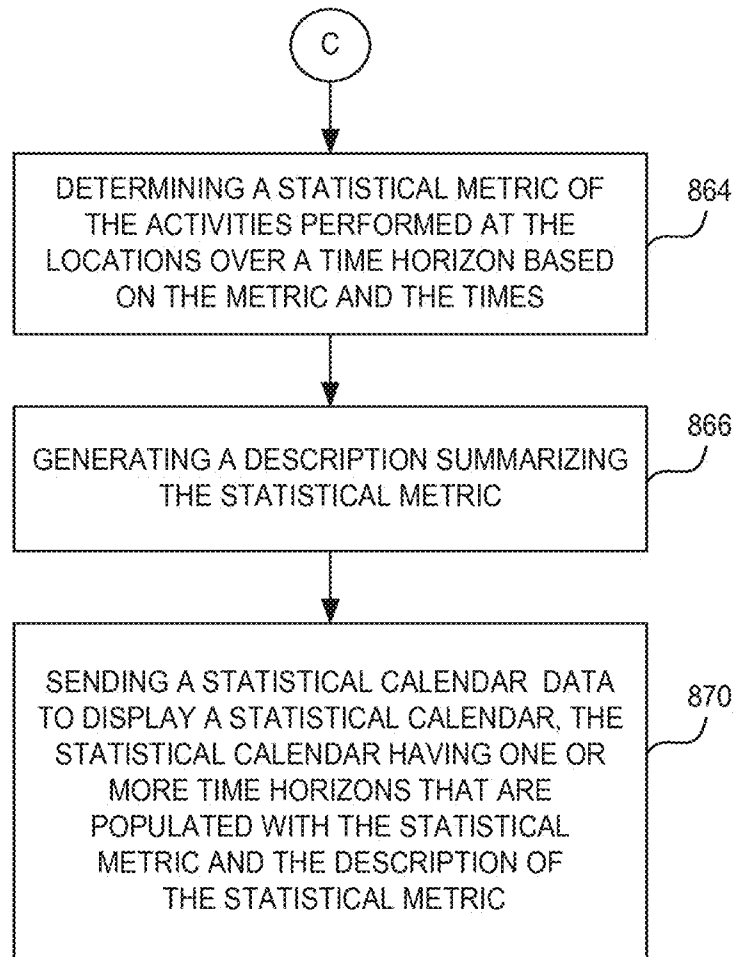 C
DETERMINING A STATISTICAL METRIC OF
THE ACTIVITIES PERFORMED AT THE
LOCATIONS OVER A TIME HORIZON BASED
ON THE METRIC AND THE TIMES
864
GENERATING A DESCRIPTION SUMMARIZING
THE STATISTICAL METRIC
866
SENDING A STATISTICAL CALENDAR DATA
TO DISPLAY A STATISTICAL CALENDAR, THE
STATISTICAL CALENDAR HAVING ONE OR
MORE TIME HORIZONS THAT ARE
POPULATED WITH THE STATISTICAL
METRIC AND THE DESCRIPTION OF
THE STATISTICAL METRIC
870